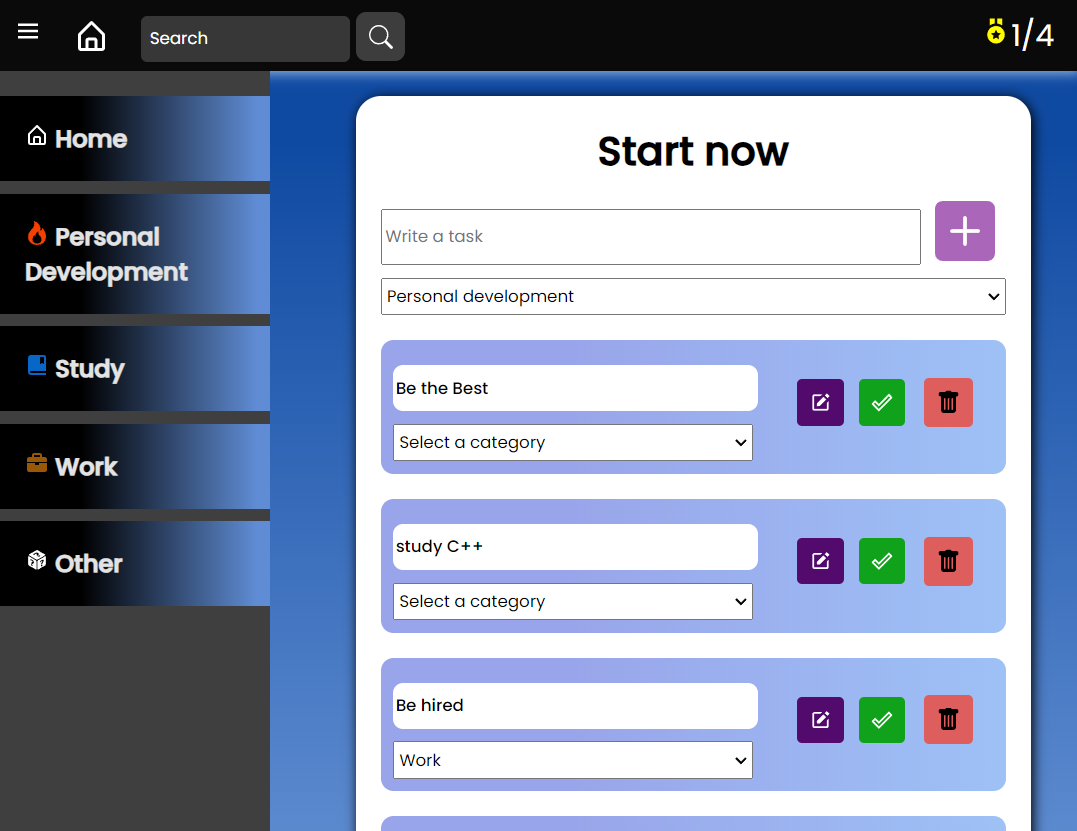 Search
1/4
Home
Personal
Development
Study
Work
Other
Start now
Write a task
Personal development
Be the Best
Select a category
study C++
Select a category
Be hired
Work